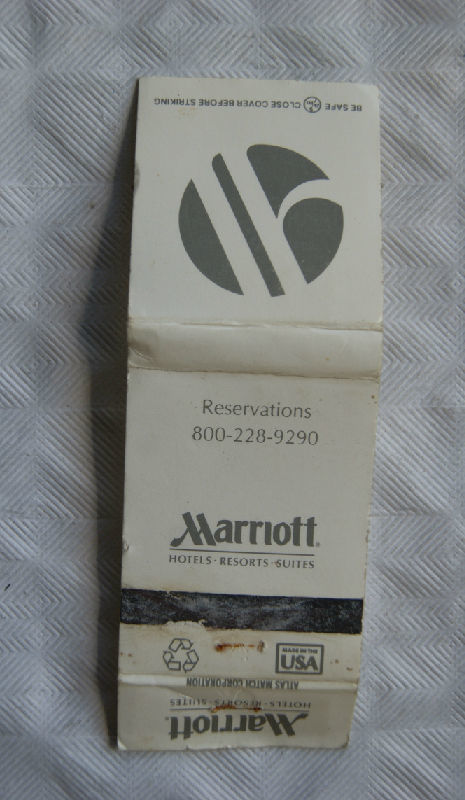 BE SAFE CLOSE COVER BEFORE STRIKING
Reservations
800-228-9290
Marriott
HOTELS·RESORTS·SUITES
MADE IN THE USA
ATLAS MATCH CORPORATION
HOTELS·RESORTS·SUITES
Marriott